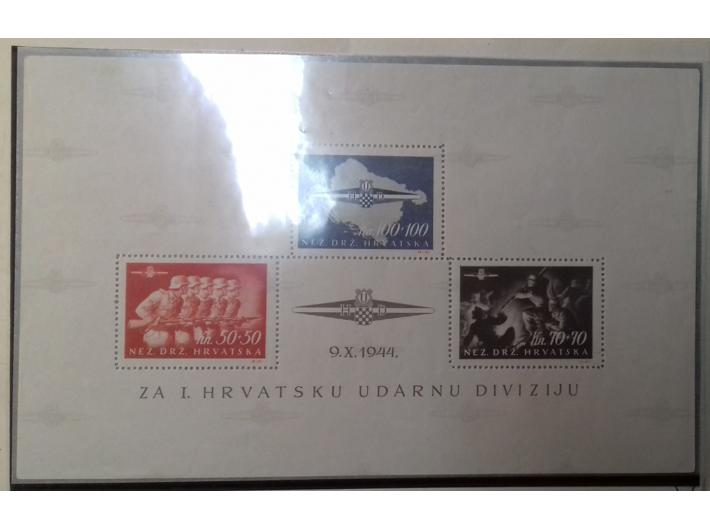 kn. 100+100
NEZ. DRŽ. HRVATSKA
kn. 50+50
NEZ. DRŽ. HRVATSKA
H U D
9.X.1944.
kn. 70+70
NEZ. DRŽ. HRVATSKA
ZA I. HRVATSKU UDARNU DIVIZIJU